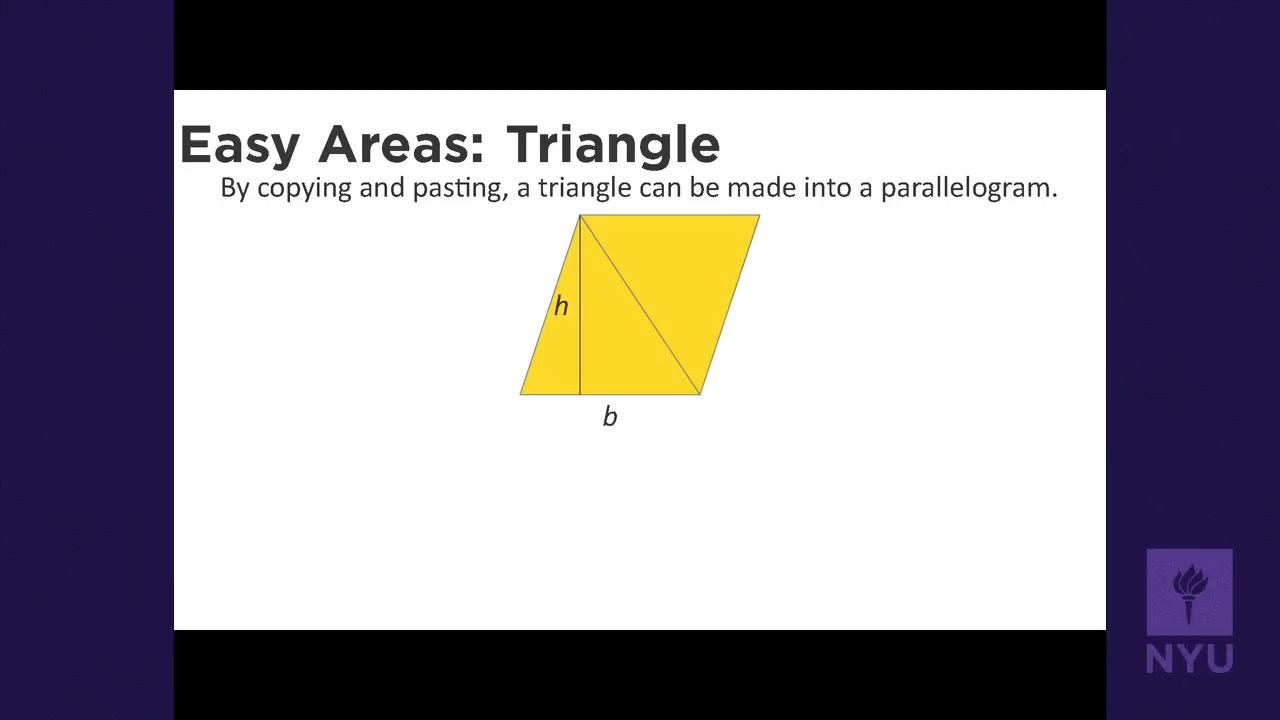 Easy Areas: Triangle
By copying and pasting, a triangle can be made into a parallelogram.
h
b
NYU